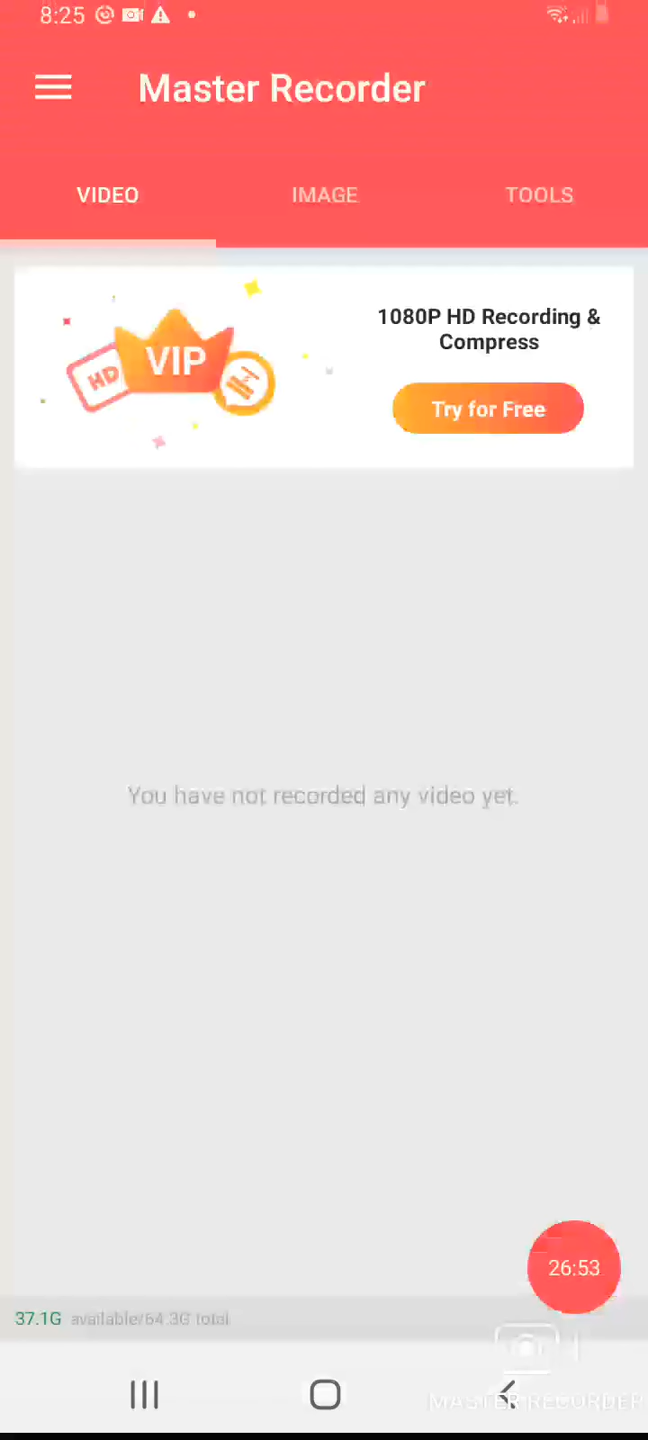 8:25
Master Recorder
VIDEO IMAGE TOOLS
HD VIP
1080P HD Recording &
Compress
Try for Free
You have not recorded any video yet.
26:53
37.1G available/64.3G total
MASTER RECORDER